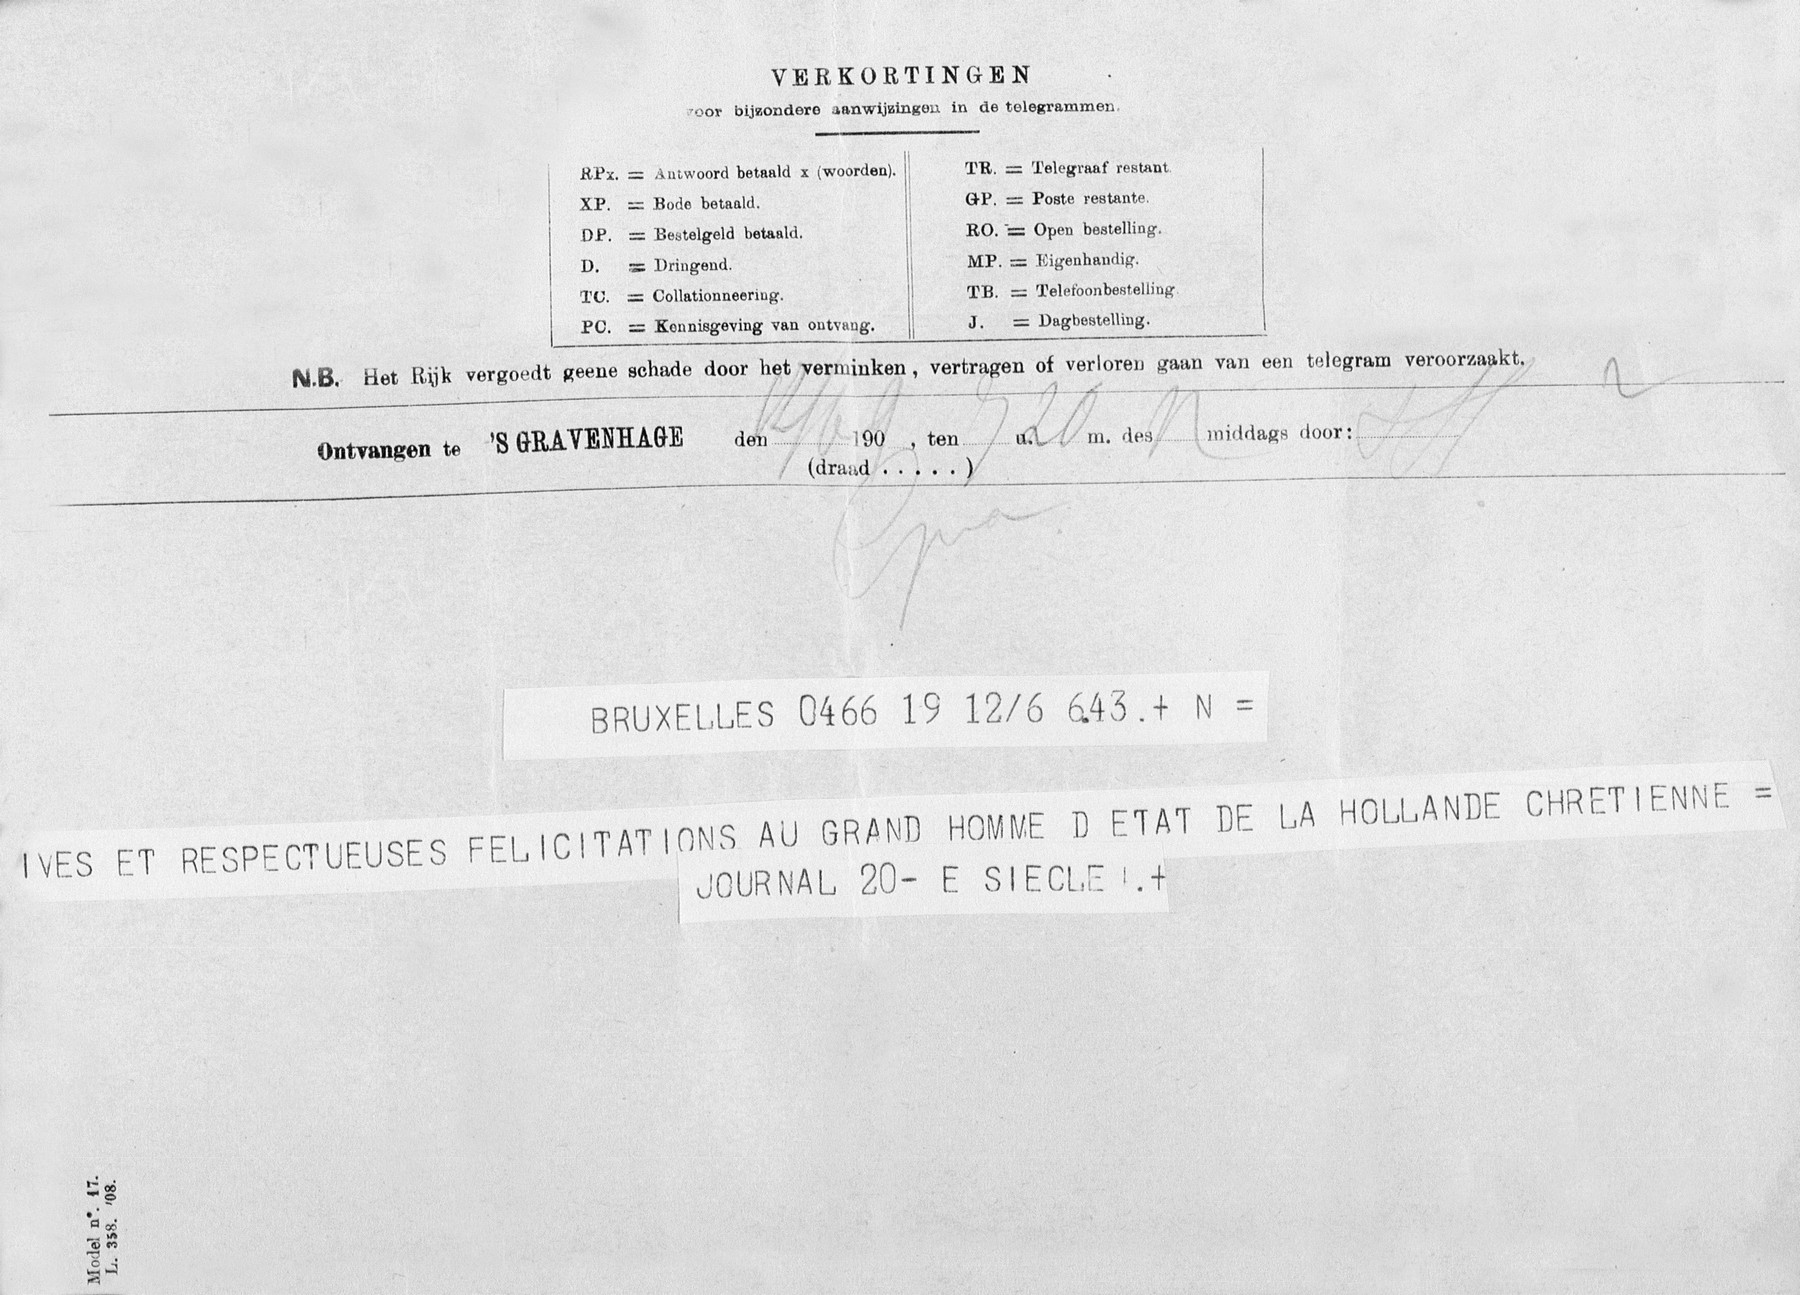 VERKORTINGEN
voor bijzondere aanwijzingen in de telegrammen.
RPx. = Antwoord betaald x (woorden).
XP. = Bode betaald.
DP. = Bestelgeld betaald.
D. = Dringend.
TC. = Collationneering.
PC. = Kennisgeving van ontvang.
TR. = Telegraaf restant.
GP. = Poste restante.
RO. = Open bestelling.
MP. = Eigenhandig.
TB. = Telefoonbestelling.
J. = Dagbestelling.
N.B. Het Rijk vergoedt geene schade door het verminken, vertragen of verloren gaan van een telegram veroorzaakt.
Ontvangen te 'S GRAVENHAGE den 190 , ten 7 u. 20 m. des N middags door:
(draad . . . . . )
BRUXELLES 0466 19 12/6 6.43 .+ N =
IVES ET RESPECTUEUSES FELICITATIONS AU GRAND HOMME D ETAT DE LA HOLLANDE CHRETIENNE =
JOURNAL 20- E SIECLE .+
Model n°. 17.
L. 358. '08.